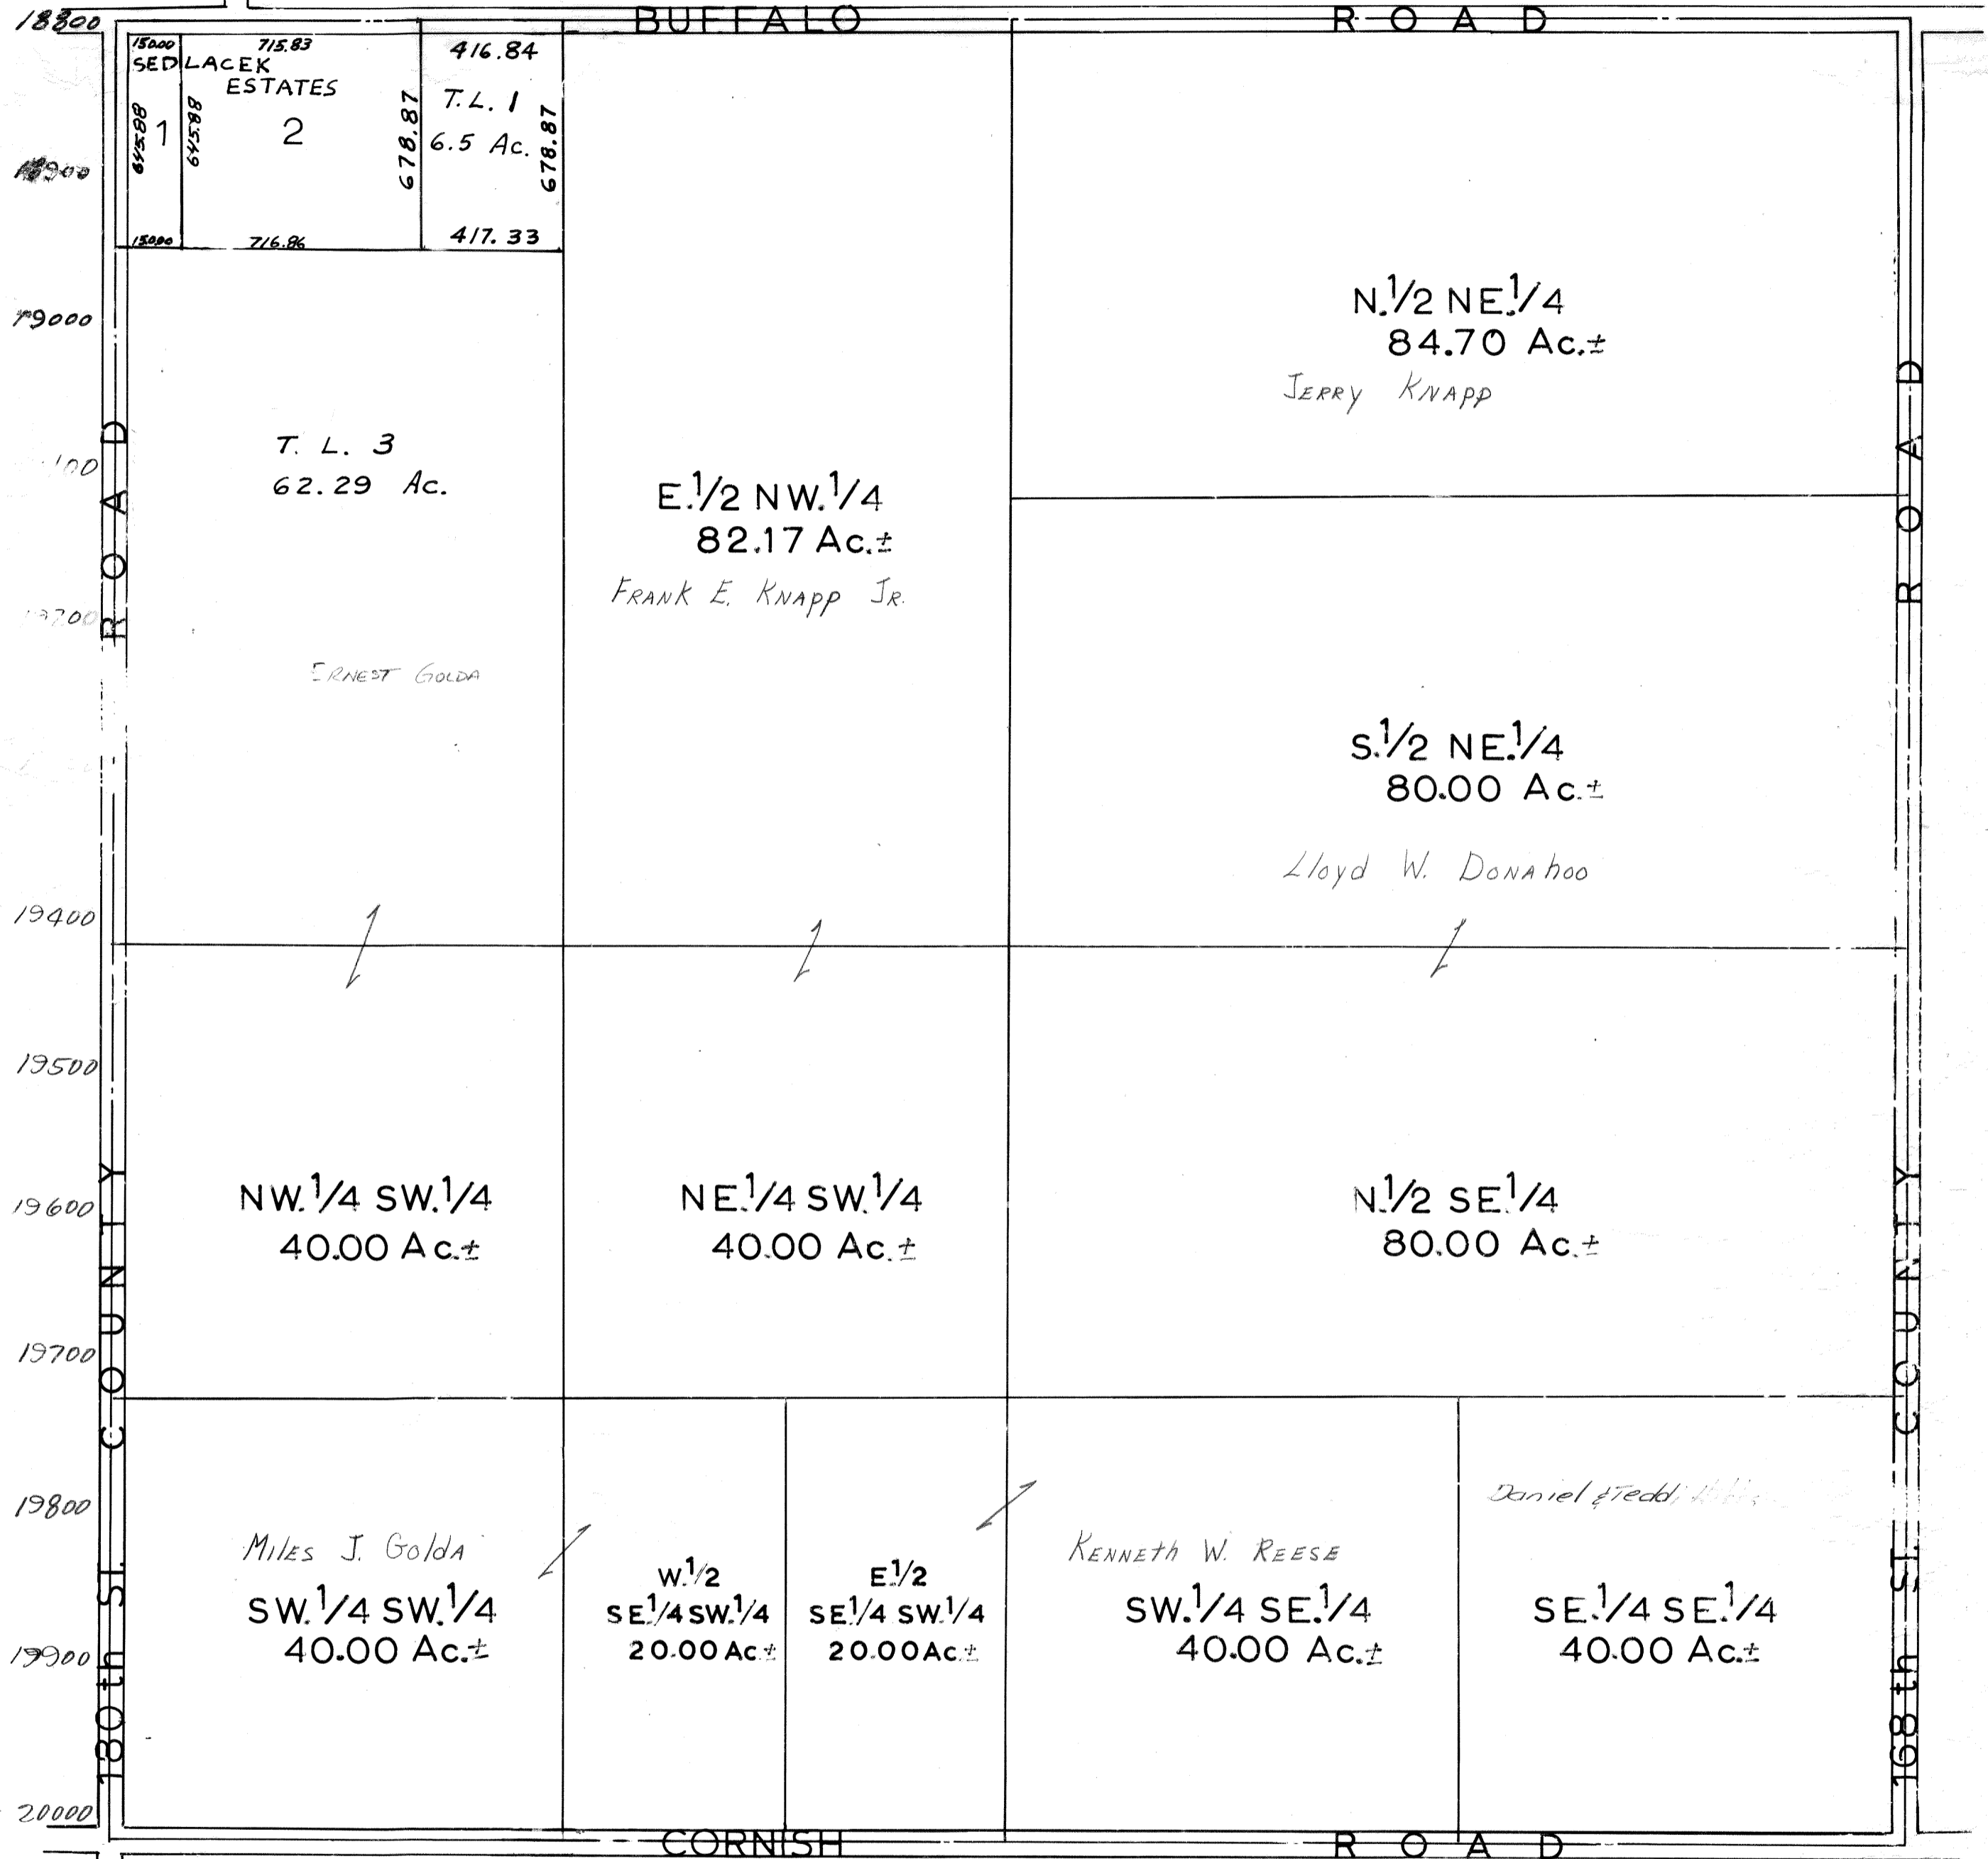 BUFFALO ROAD
18800
150.00
715.83
416.84
SEDLACEK
ESTATES
T.L. 1
6.5 Ac.
645.88
1
645.88
2
678.87
678.87
150.00
716.86
417.33
19000
N.1/2 NE.1/4
84.70 Ac.±
JERRY KNAPP
T. L. 3
62.29 Ac.
ERNEST GOLDA
E.1/2 NW.1/4
82.17 Ac.±
FRANK E. KNAPP JR.
S.1/2 NE.1/4
80.00 Ac.±
Lloyd W. DONAhoo
19400
19500
19600
19700
19800
19900
20000
NW.1/4 SW.1/4
40.00 Ac.±
NE.1/4 SW.1/4
40.00 Ac.±
N.1/2 SE.1/4
80.00 Ac.±
MILES J. GoldA
SW.1/4 SW.1/4
40.00 Ac.±
W.1/2
SE.1/4 SW.1/4
20.00 Ac.±
E.1/2
SE.1/4 SW.1/4
20.00 Ac.±
KENNETH W. REESE
SW.1/4 SE.1/4
40.00 Ac.±
Daniel & Teddi
SE.1/4 SE.1/4
40.00 Ac.±
180th ST. COUNTY ROAD
168th ST. COUNTY ROAD
CORNISH ROAD